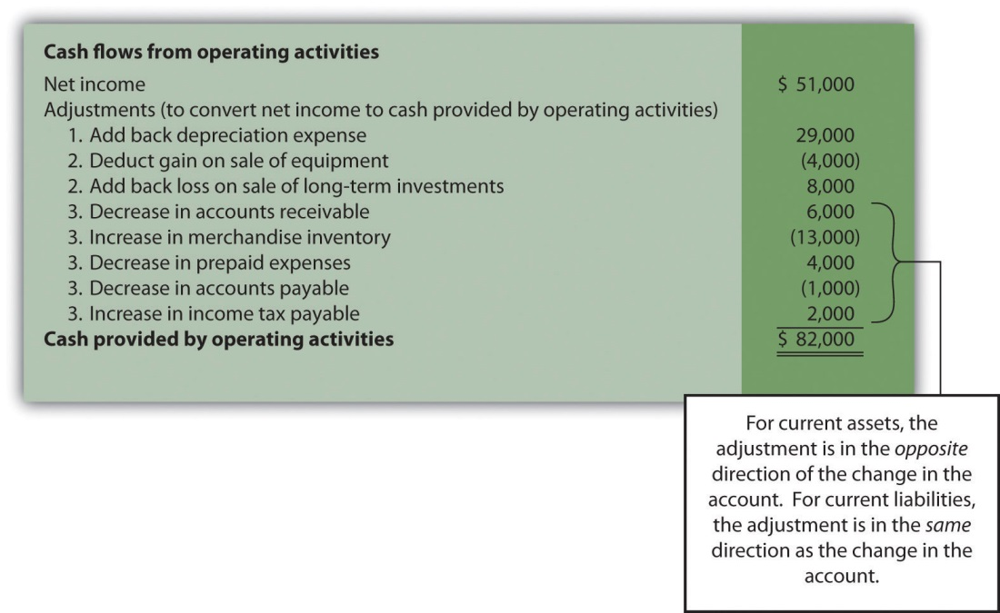 Cash flows from operating activities
Net income $ 51,000
Adjustments (to convert net income to cash provided by operating activities)
1. Add back depreciation expense 29,000
2. Deduct gain on sale of equipment (4,000)
2. Add back loss on sale of long-term investments 8,000
3. Decrease in accounts receivable 6,000
3. Increase in merchandise inventory (13,000)
3. Decrease in prepaid expenses 4,000
3. Decrease in accounts payable (1,000)
3. Increase in income tax payable 2,000
Cash provided by operating activities $ 82,000
For current assets, the
adjustment is in the opposite
direction of the change in the
account. For current liabilities,
the adjustment is in the same
direction as the change in the
account.